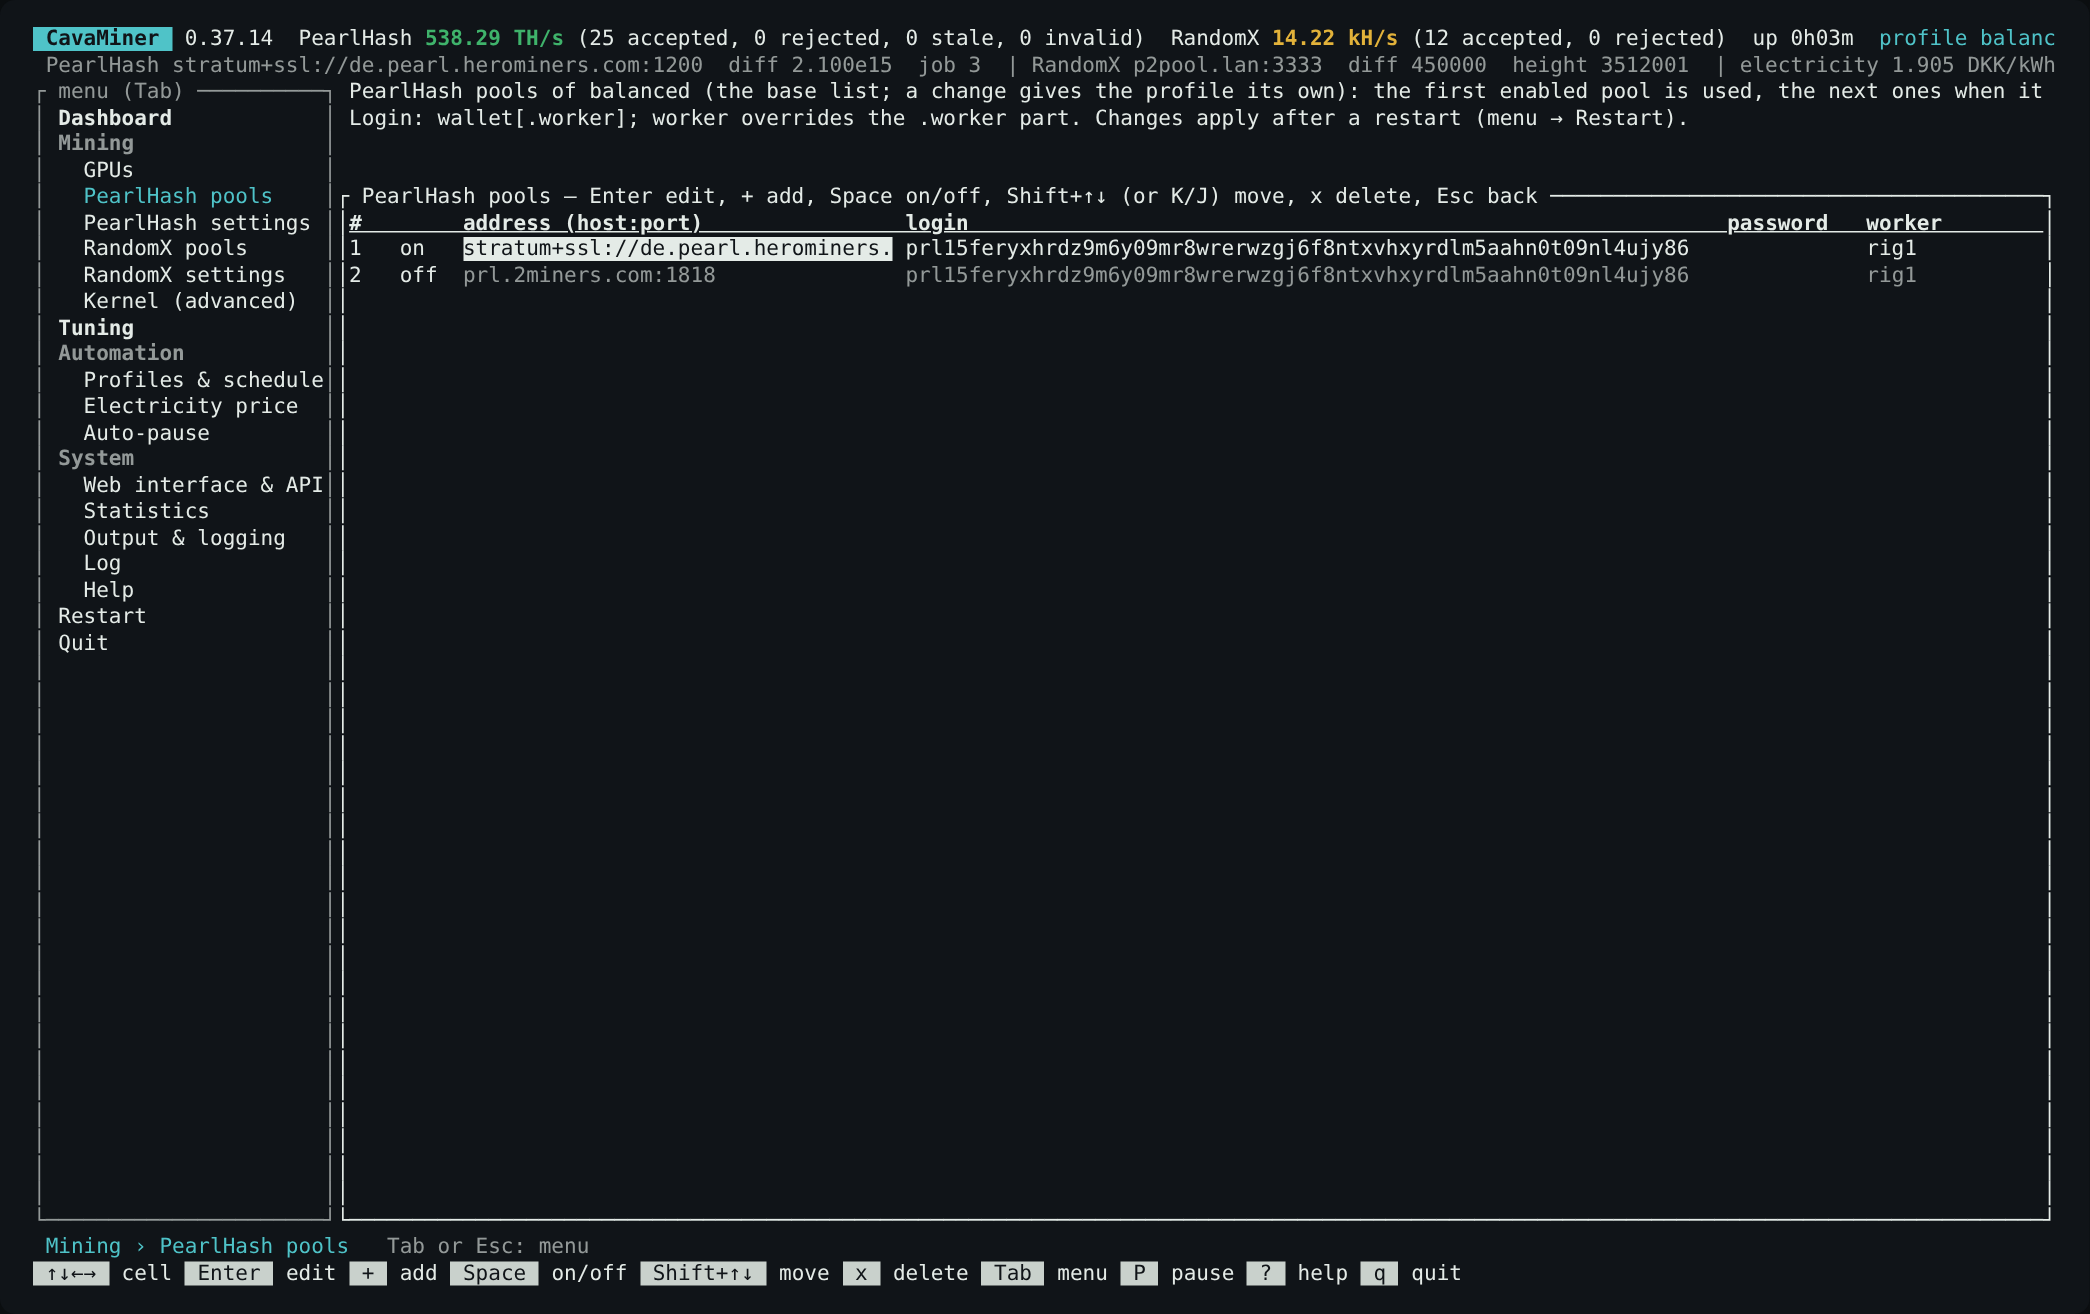 CavaMiner 0.37.14 PearlHash 538.29 TH/s (25 accepted, 0 rejected, 0 stale, 0 invalid) RandomX 14.22 kH/s (12 accepted, 0 rejected) up 0h03m profile balanc
PearlHash stratum+ssl://de.pearl.herominers.com:1200 diff 2.100e15 job 3 | RandomX p2pool.lan:3333 diff 450000 height 3512001 | electricity 1.905 DKK/kWh
menu (Tab)
Dashboard
Mining
GPUs
PearlHash pools
PearlHash settings
RandomX pools
RandomX settings
Kernel (advanced)
Tuning
Automation
Profiles & schedule
Electricity price
Auto-pause
System
Web interface & API
Statistics
Output & logging
Log
Help
Restart
Quit
PearlHash pools of balanced (the base list; a change gives the profile its own): the first enabled pool is used, the next ones when it
Login: wallet[.worker]; worker overrides the .worker part. Changes apply after a restart (menu → Restart).
PearlHash pools — Enter edit, + add, Space on/off, Shift+↑↓ (or K/J) move, x delete, Esc back
# address (host:port) login password worker
1 on stratum+ssl://de.pearl.herominers. prl15feryxhrdz9m6y09mr8wrerwzgj6f8ntxvhxyrdlm5aahn0t09nl4ujy86 rig1
2 off prl.2miners.com:1818 prl15feryxhrdz9m6y09mr8wrerwzgj6f8ntxvhxyrdlm5aahn0t09nl4ujy86 rig1
Mining › PearlHash pools Tab or Esc: menu
↑↓←→ cell Enter edit + add Space on/off Shift+↑↓ move x delete Tab menu P pause ? help q quit